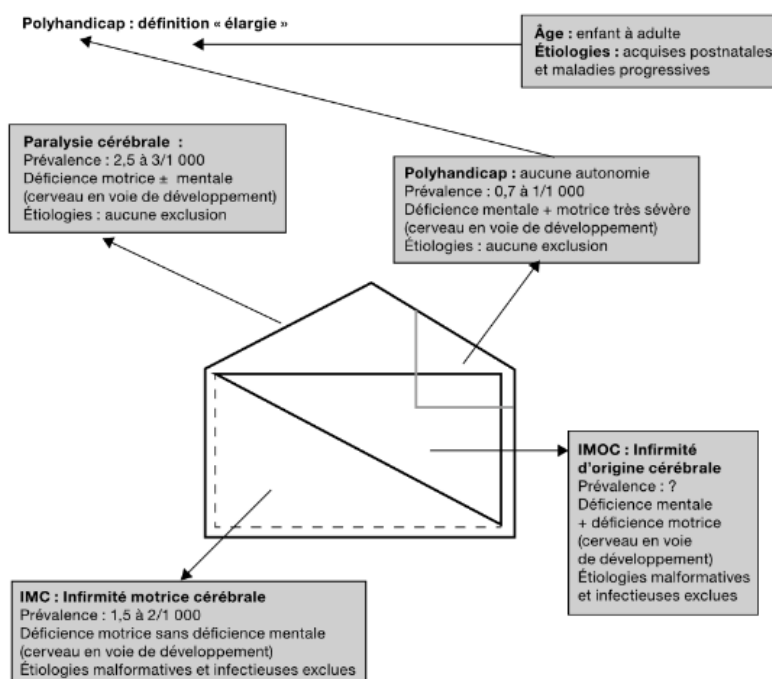 Polyhandicap : définition « élargie »
Âge : enfant à adulte
Étiologies : acquises postnatales
et maladies progressives
Paralysie cérébrale :
Prévalence : 2,5 à 3/1 000
Déficience motrice ± mentale
(cerveau en voie de développement)
Étiologies : aucune exclusion
Polyhandicap : aucune autonomie
Prévalence : 0,7 à 1/1 000
Déficience mentale + motrice très sévère
(cerveau en voie de développement)
Étiologies : aucune exclusion
IMOC : Infirmité
d'origine cérébrale
Prévalence : ?
Déficience mentale
+ déficience motrice
(cerveau en voie
de développement)
Étiologies malformatives
et infectieuses exclues
IMC : Infirmité motrice cérébrale
Prévalence : 1,5 à 2/1 000
Déficience motrice sans déficience mentale
(cerveau en voie de développement)
Étiologies malformatives et infectieuses exclues